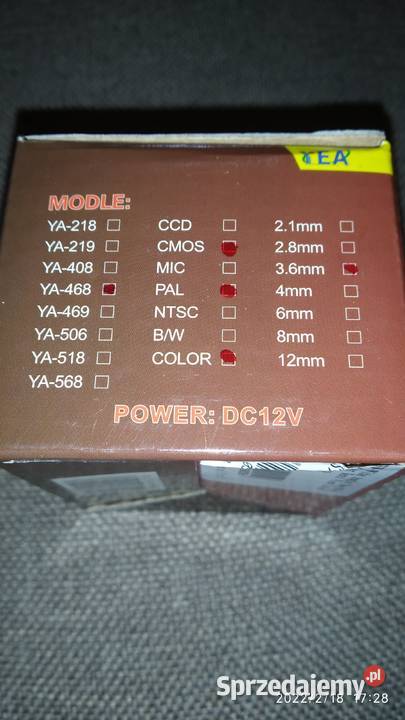 TEA
MODLE:
YA-218 CCD 2.1mm
YA-219 CMOS 2.8mm
YA-408 MIC 3.6mm
YA-468 PAL 4mm
YA-469 NTSC 6mm
YA-506 B/W 8mm
YA-518 COLOR 12mm
YA-568
POWER: DC12V
Sprzedajemy.pl
2022/2/18 17:28